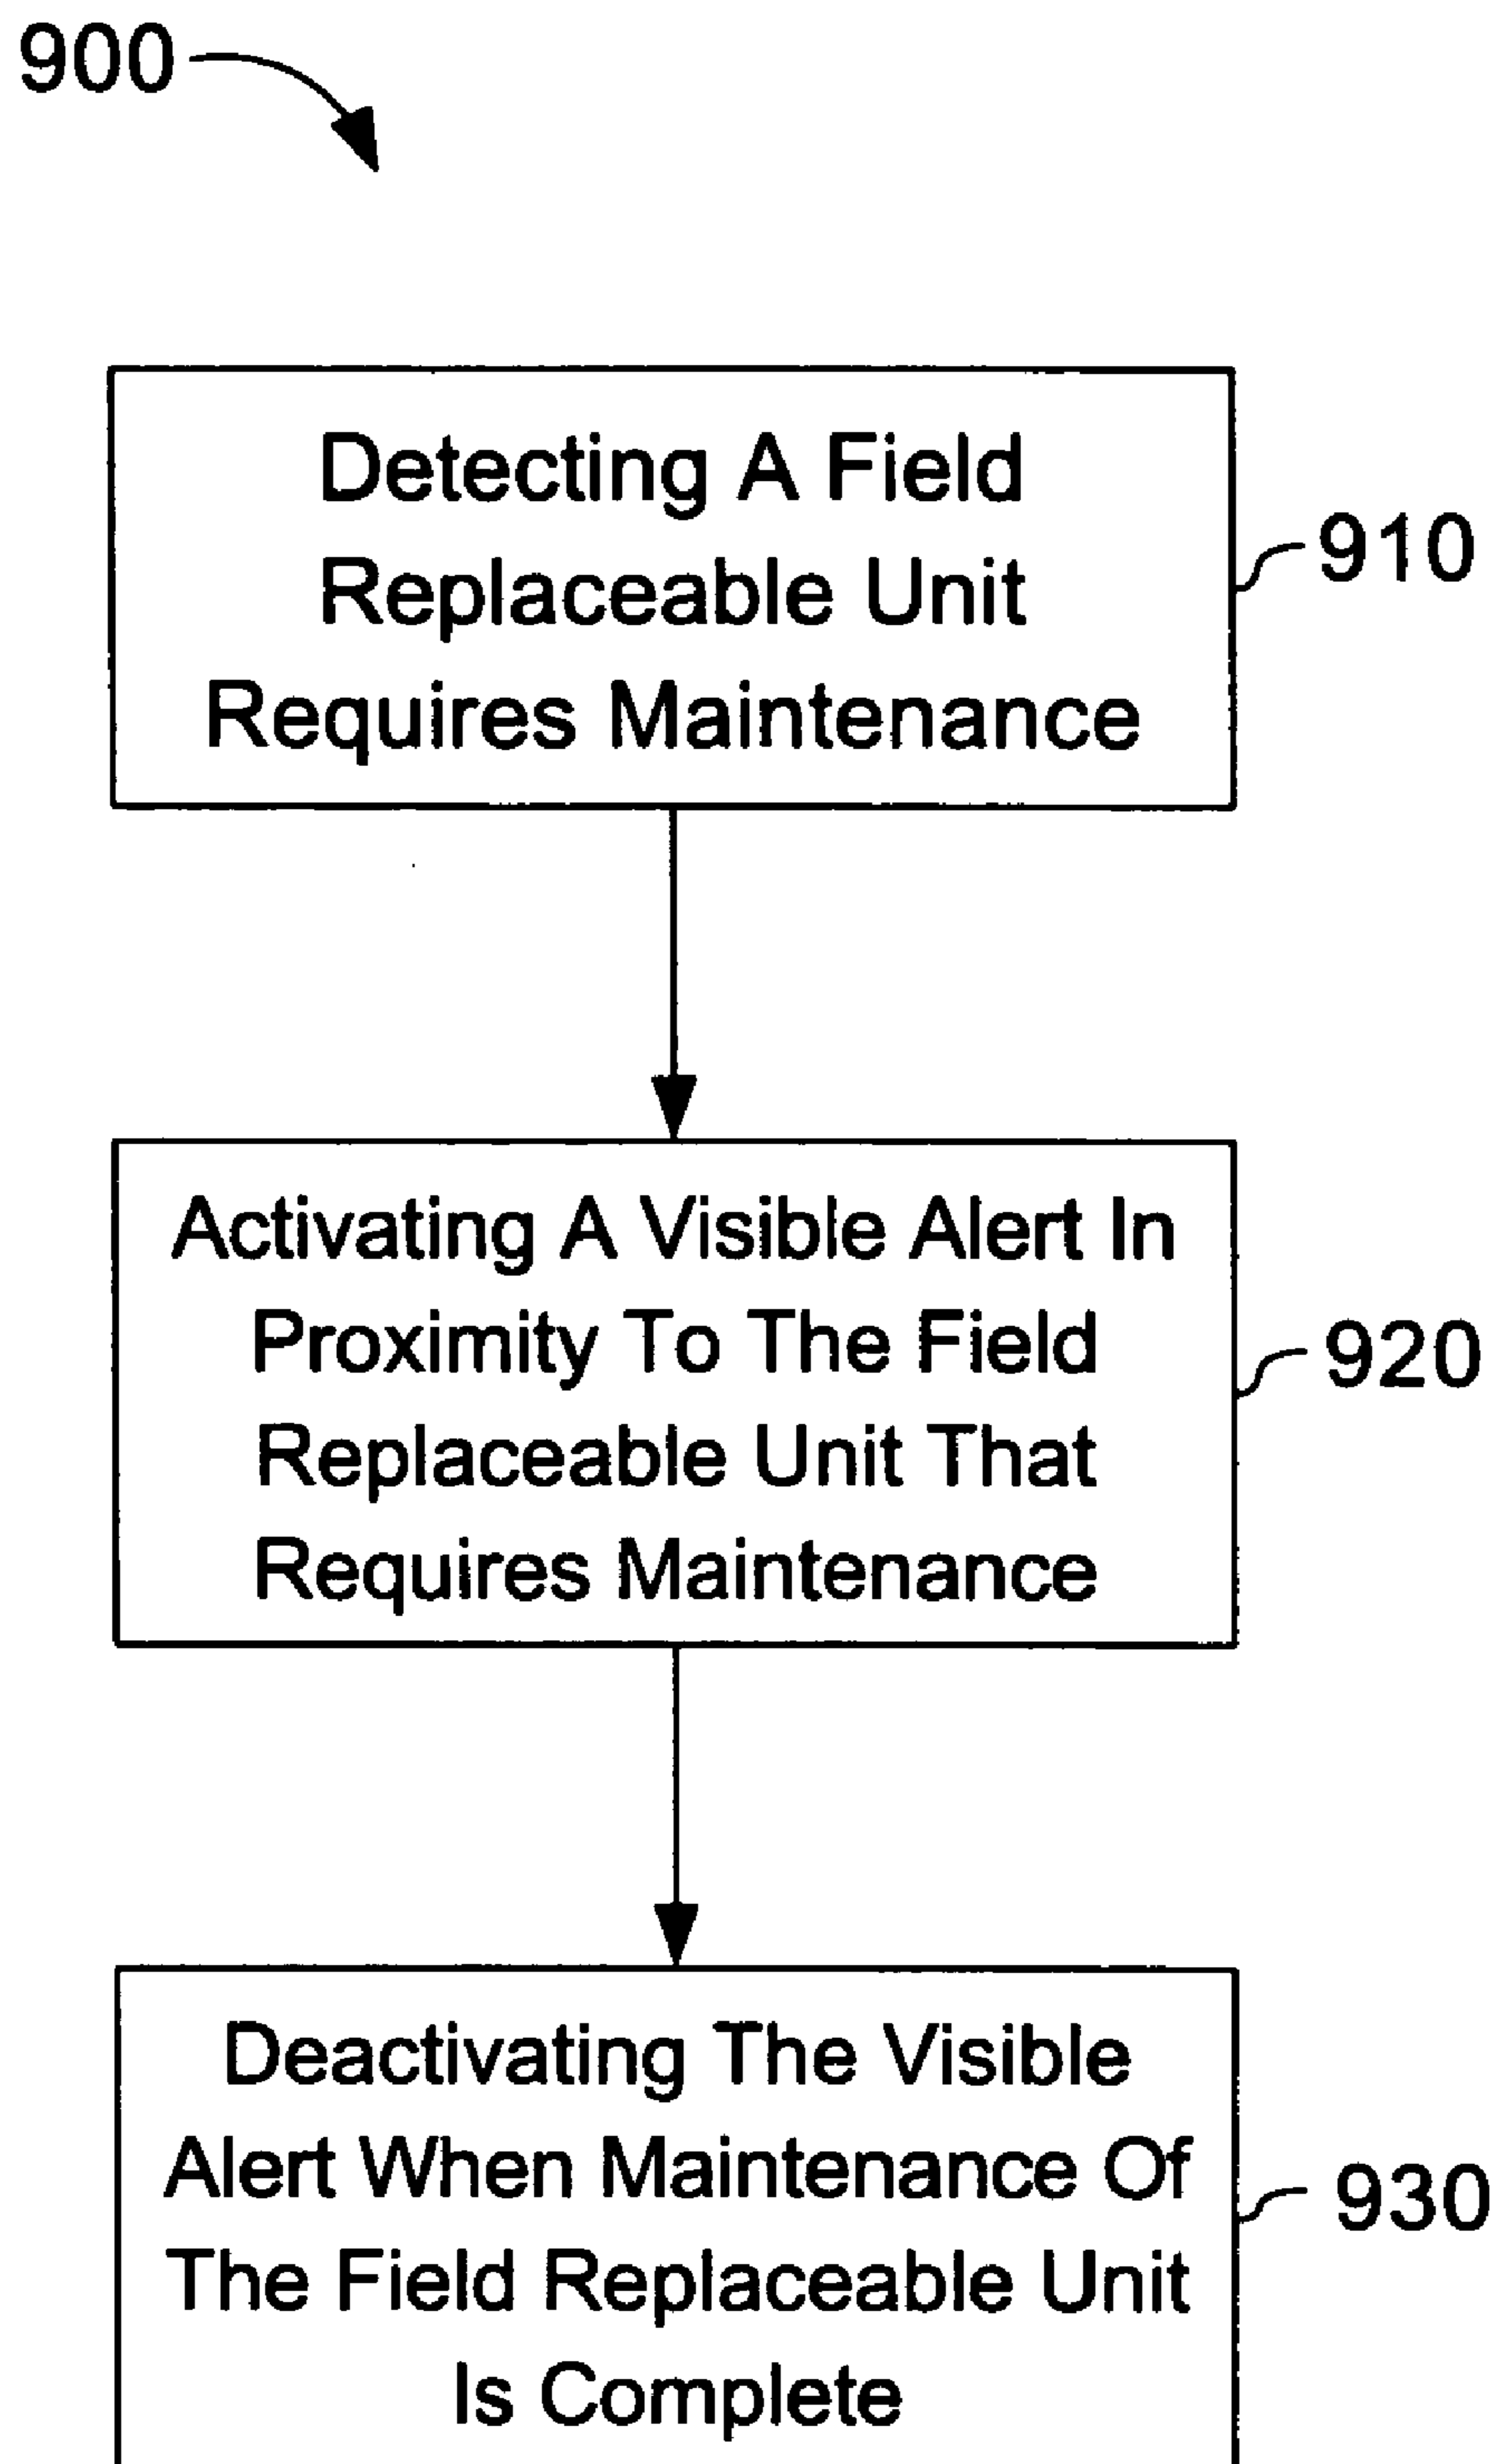 900
Detecting A Field
Replaceable Unit
Requires Maintenance
910
Activating A Visible Alert In
Proximity To The Field
Replaceable Unit That
Requires Maintenance
920
Deactivating The Visible
Alert When Maintenance Of
The Field Replaceable Unit
Is Complete
930